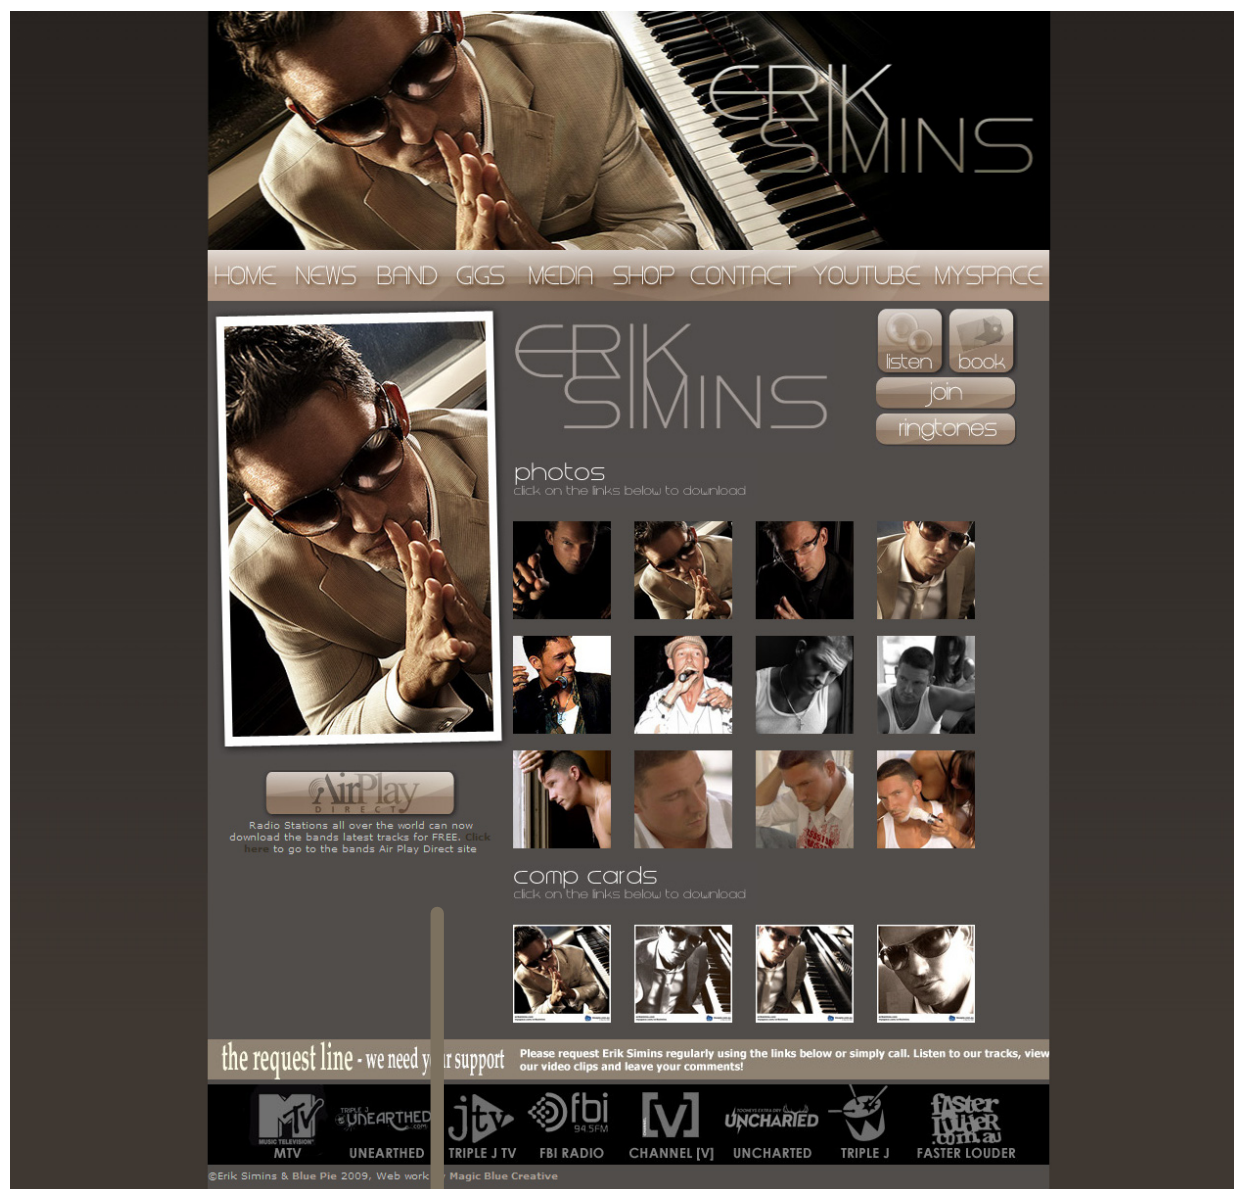 ERIK
SIMINS
HOME NEWS BAND GIGS MEDIA SHOP CONTACT YOUTUBE MYSPACE
ERIK
SIMINS
listen book
join
ringtones
photos
click on the links below to download
AirPlay
DIRECT
Radio Stations all over the world can now
download the bands latest tracks for FREE. Click
here to go to the bands Air Play Direct site
comp cards
click on the links below to download
the request line - we need your support
Please request Erik Simins regularly using the links below or simply call. Listen to our tracks, view
our video clips and leave your comments!
MTV
MUSIC TELEVISION
TRIPLE J
UNEARTHED
.com
jtv
fbi
94.5FM
[V]
UNCHARTED
faster
louder
.com.au
MTV UNEARTHED TRIPLE J TV FBI RADIO CHANNEL [V] UNCHARTED TRIPLE J FASTER LOUDER
©Erik Simins & Blue Pie 2009, Web work Magic Blue Creative